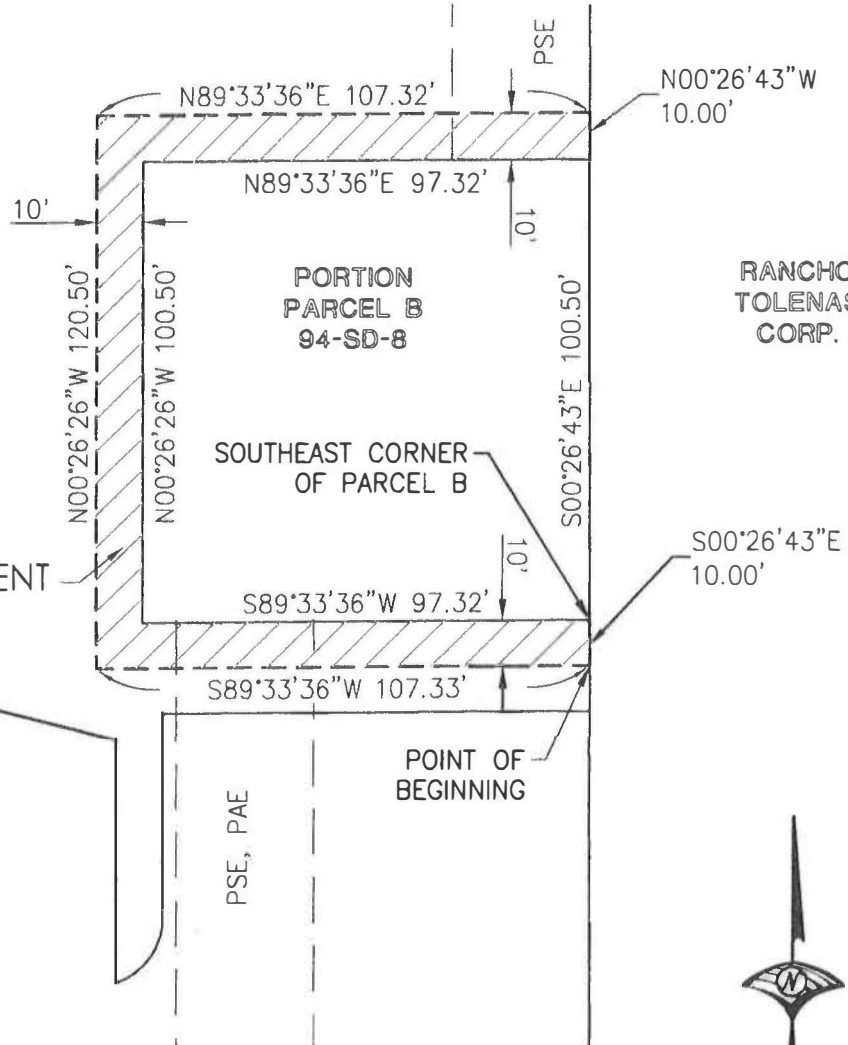 PSE
N89°33'36"E 107.32'
N00°26'43"W
10.00'
N89°33'36"E 97.32'
10'
10'
PORTION
PARCEL B
94-SD-8
RANCHO
TOLENAS
CORP.
N00°26'26"W 120.50'
N00°26'26"W 100.50'
S00°26'43"E 100.50'
SOUTHEAST CORNER
OF PARCEL B
10'
S00°26'43"E
10.00'
ENT
S89°33'36"W 97.32'
S89°33'36"W 107.33'
POINT OF
BEGINNING
PSE, PAE
N